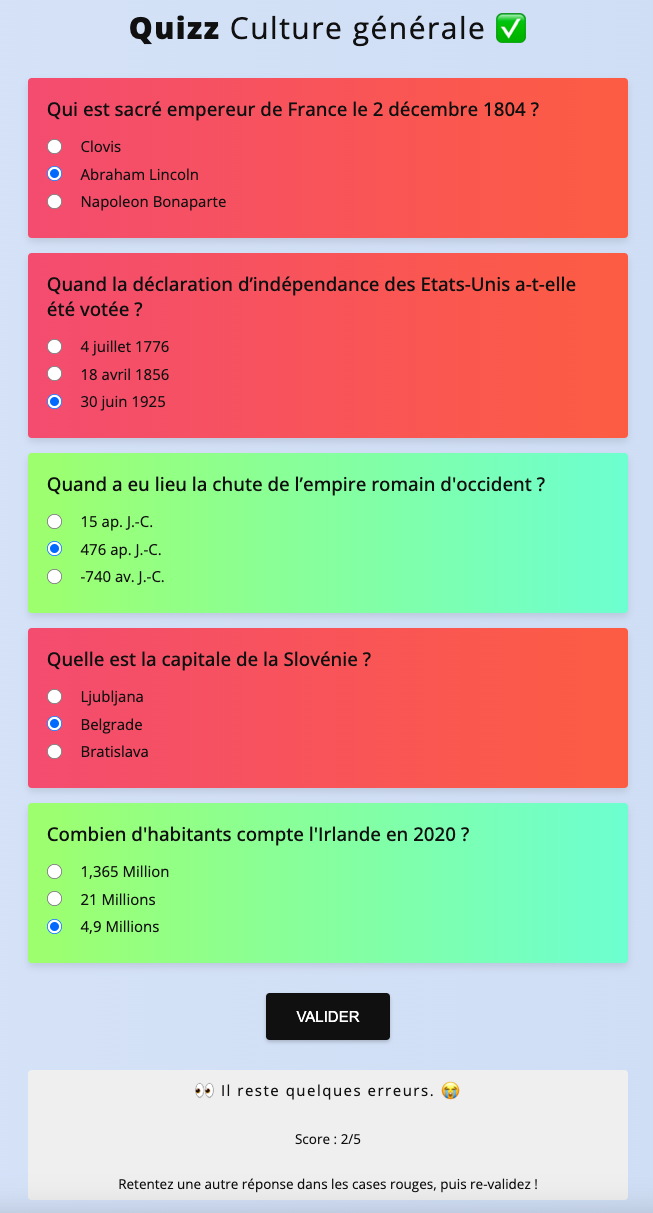 Quizz Culture générale ✅
Qui est sacré empereur de France le 2 décembre 1804 ?
Clovis
Abraham Lincoln
Napoleon Bonaparte
Quand la déclaration d’indépendance des Etats-Unis a-t-elle
été votée ?
4 juillet 1776
18 avril 1856
30 juin 1925
Quand a eu lieu la chute de l’empire romain d'occident ?
15 ap. J.-C.
476 ap. J.-C.
-740 av. J.-C.
Quelle est la capitale de la Slovénie ?
Ljubljana
Belgrade
Bratislava
Combien d'habitants compte l'Irlande en 2020 ?
1,365 Million
21 Millions
4,9 Millions
VALIDER
👀 Il reste quelques erreurs. 😭
Score : 2/5
Retentez une autre réponse dans les cases rouges, puis re-validez !